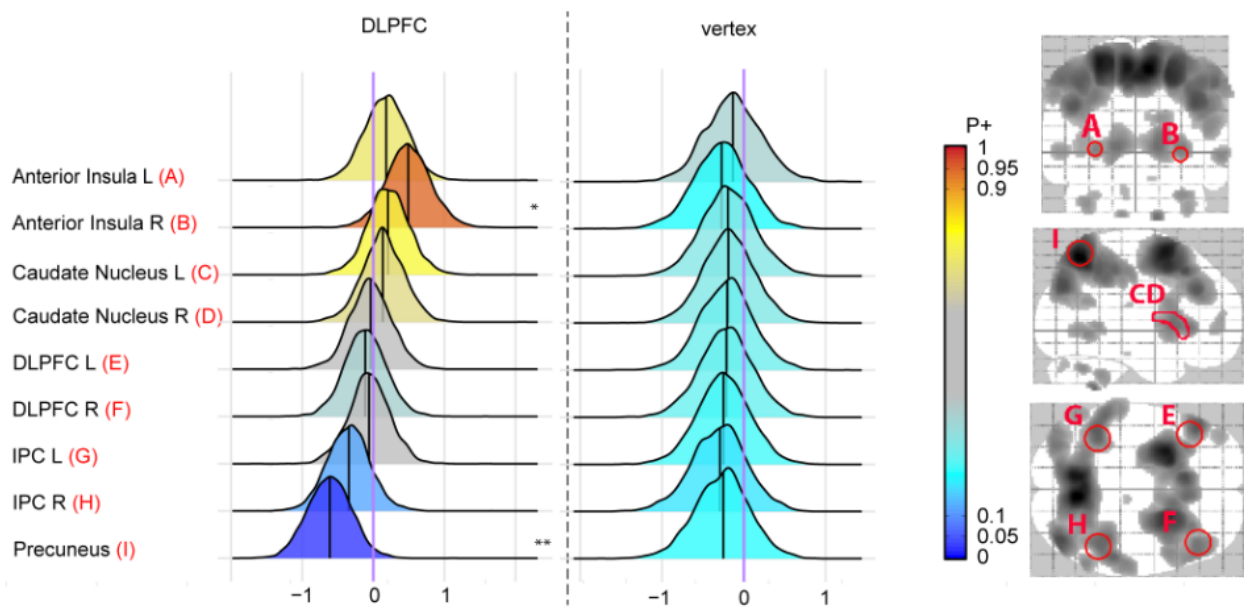 DLPFC
vertex
Anterior Insula L (A)
Anterior Insula R (B)
*
Caudate Nucleus L (C)
Caudate Nucleus R (D)
DLPFC L (E)
DLPFC R (F)
IPC L (G)
IPC R (H)
Precuneus (I)
**
−1 0 1
−1 0 1
P+
1
0.95
0.9
0.1
0.05
0
A B
I
CD
G E
H F